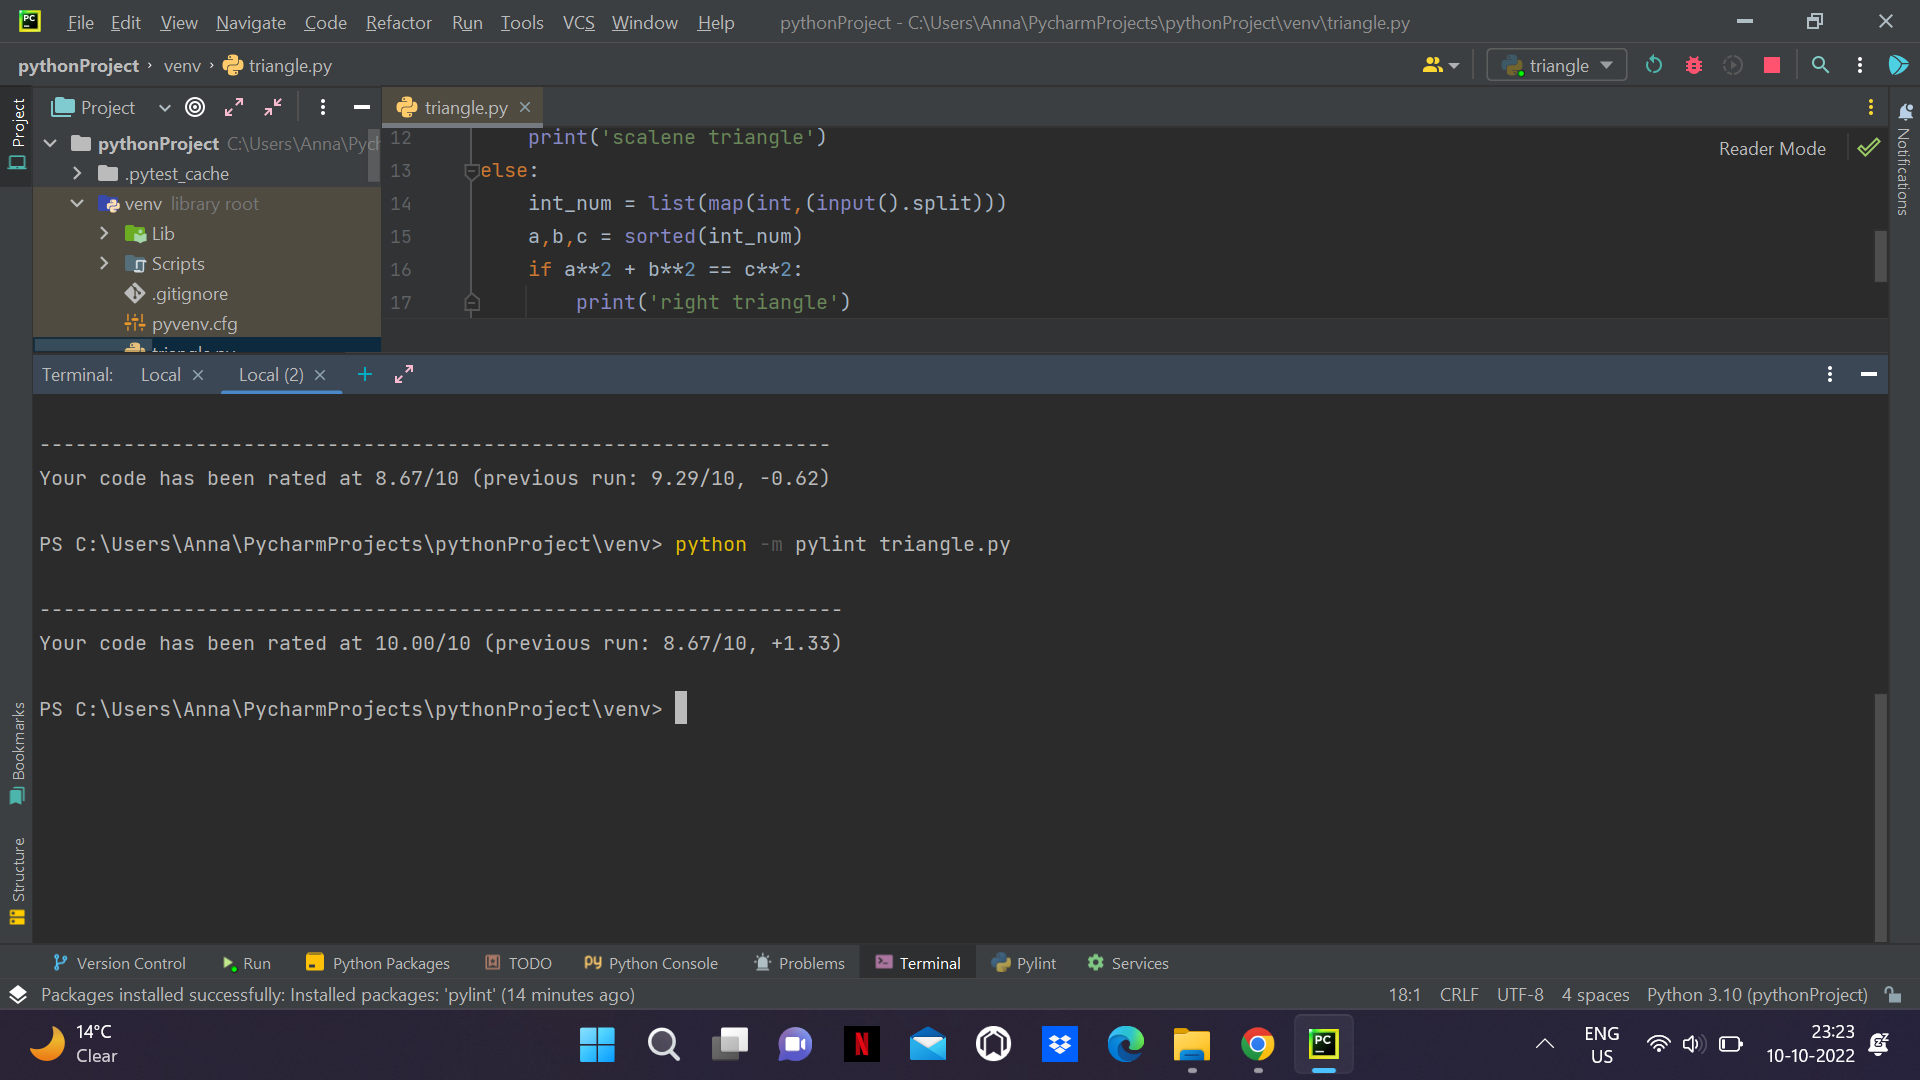 PC File Edit View Navigate Code Refactor Run Tools VCS Window Help pythonProject - C:\Users\Anna\PycharmProjects\pythonProject\venv\triangle.py
pythonProject › venv › triangle.py
triangle
Project
Project
triangle.py
Notifications
pythonProject C:\Users\Anna\Pych
.pytest_cache
venv library root
Lib
Scripts
.gitignore
pyvenv.cfg
triangle.py
Reader Mode
12 print('scalene triangle')
13 else:
14 int_num = list(map(int,(input().split)))
15 a,b,c = sorted(int_num)
16 if a**2 + b**2 == c**2:
17 print('right triangle')
Terminal: Local Local (2)
------------------------------------------------------------------
Your code has been rated at 8.67/10 (previous run: 9.29/10, -0.62)
PS C:\Users\Anna\PycharmProjects\pythonProject\venv> python -m pylint triangle.py
-------------------------------------------------------------------
Your code has been rated at 10.00/10 (previous run: 8.67/10, +1.33)
PS C:\Users\Anna\PycharmProjects\pythonProject\venv>
Bookmarks
Structure
Version Control Run Python Packages TODO Python Console Problems Terminal Pylint Services
Packages installed successfully: Installed packages: 'pylint' (14 minutes ago)
18:1 CRLF UTF-8 4 spaces Python 3.10 (pythonProject)
14°C
Clear
N
PC
ENG
US
23:23
10-10-2022